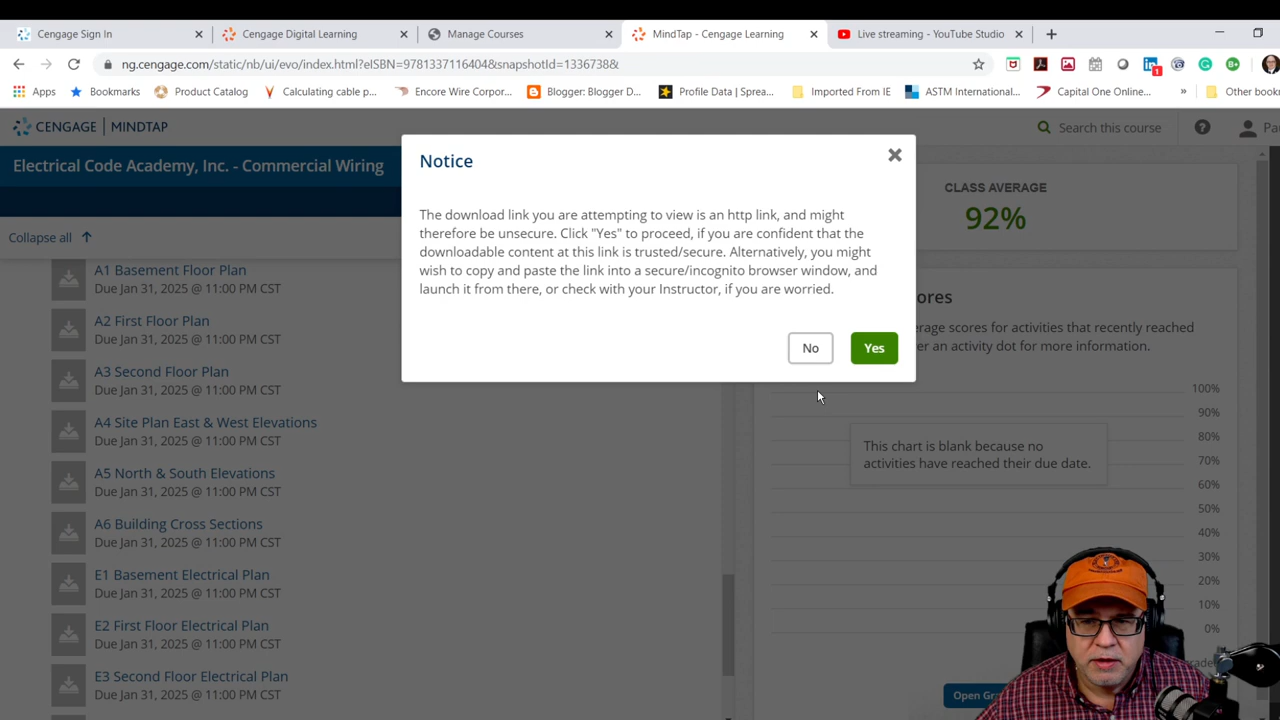 Cengage Sign In
Cengage Digital Learning
Manage Courses
MindTap - Cengage Learning
Live streaming - YouTube Studio
ng.cengage.com/static/nb/ui/evo/index.html?eISBN=9781337116404&snapshotId=1336738&
1
Apps
Bookmarks
Product Catalog
Calculating cable p...
Encore Wire Corpor...
Blogger: Blogger D...
Profile Data | Sprea...
Imported From IE
ASTM International...
Capital One Online...
»
Other book
CENGAGE | MINDTAP
Search this course
Pa
Electrical Code Academy, Inc. - Commercial Wiring
Collapse all
A1 Basement Floor Plan
Due Jan 31, 2025 @ 11:00 PM CST
A2 First Floor Plan
Due Jan 31, 2025 @ 11:00 PM CST
A3 Second Floor Plan
Due Jan 31, 2025 @ 11:00 PM CST
A4 Site Plan East & West Elevations
Due Jan 31, 2025 @ 11:00 PM CST
A5 North & South Elevations
Due Jan 31, 2025 @ 11:00 PM CST
A6 Building Cross Sections
Due Jan 31, 2025 @ 11:00 PM CST
E1 Basement Electrical Plan
Due Jan 31, 2025 @ 11:00 PM CST
E2 First Floor Electrical Plan
Due Jan 31, 2025 @ 11:00 PM CST
E3 Second Floor Electrical Plan
Due Jan 31, 2025 @ 11:00 PM CST
Notice
The download link you are attempting to view is an http link, and might
therefore be unsecure. Click "Yes" to proceed, if you are confident that the
downloadable content at this link is trusted/secure. Alternatively, you might
wish to copy and paste the link into a secure/incognito browser window, and
launch it from there, or check with your Instructor, if you are worried.
No
Yes
CLASS AVERAGE
92%
ores
erage scores for activities that recently reached
er an activity dot for more information.
100%
90%
80%
70%
60%
50%
40%
30%
20%
10%
0%
This chart is blank because no
activities have reached their due date.
Open Gra